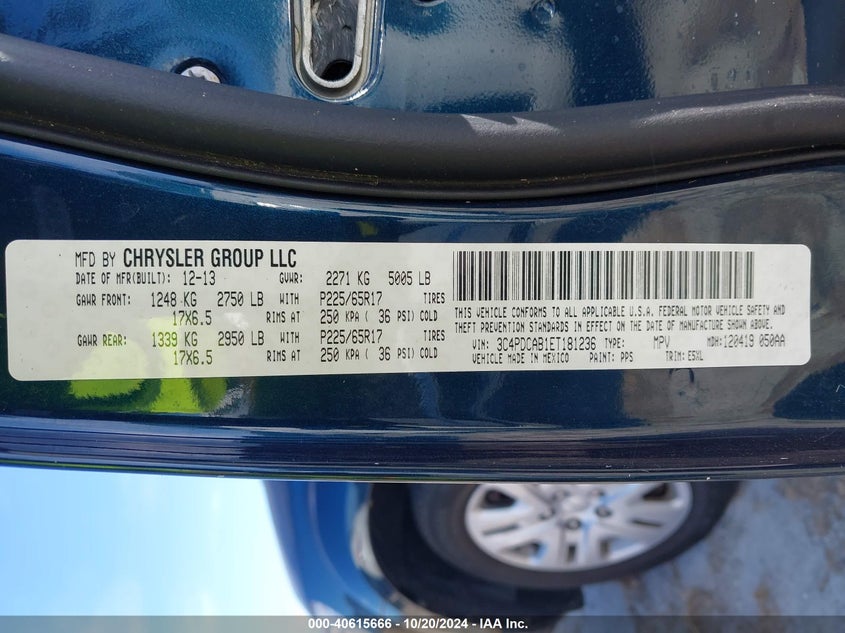 MFD BY CHRYSLER GROUP LLC
DATE OF MFR(BUILT): 12-13 GVWR: 2271 KG 5005 LB
GAWR FRONT: 1248 KG 2750 LB WITH P225/65R17 TIRES
17X6.5 RIMS AT 250 KPA ( 36 PSI) COLD
GAWR REAR: 1339 KG 2950 LB WITH P225/65R17 TIRES
17X6.5 RIMS AT 250 KPA ( 36 PSI) COLD
THIS VEHICLE CONFORMS TO ALL APPLICABLE U.S.A. FEDERAL MOTOR VEHICLE SAFETY AND
THEFT PREVENTION STANDARDS IN EFFECT ON THE DATE OF MANUFACTURE SHOWN ABOVE.
VIN: 3C4PDCAB1ET181236 TYPE: MPV MDH: 120419 050AA
VEHICLE MADE IN MEXICO PAINT: PPS TRIM: E5XL
000-40615666 - 10/20/2024 - IAA Inc.